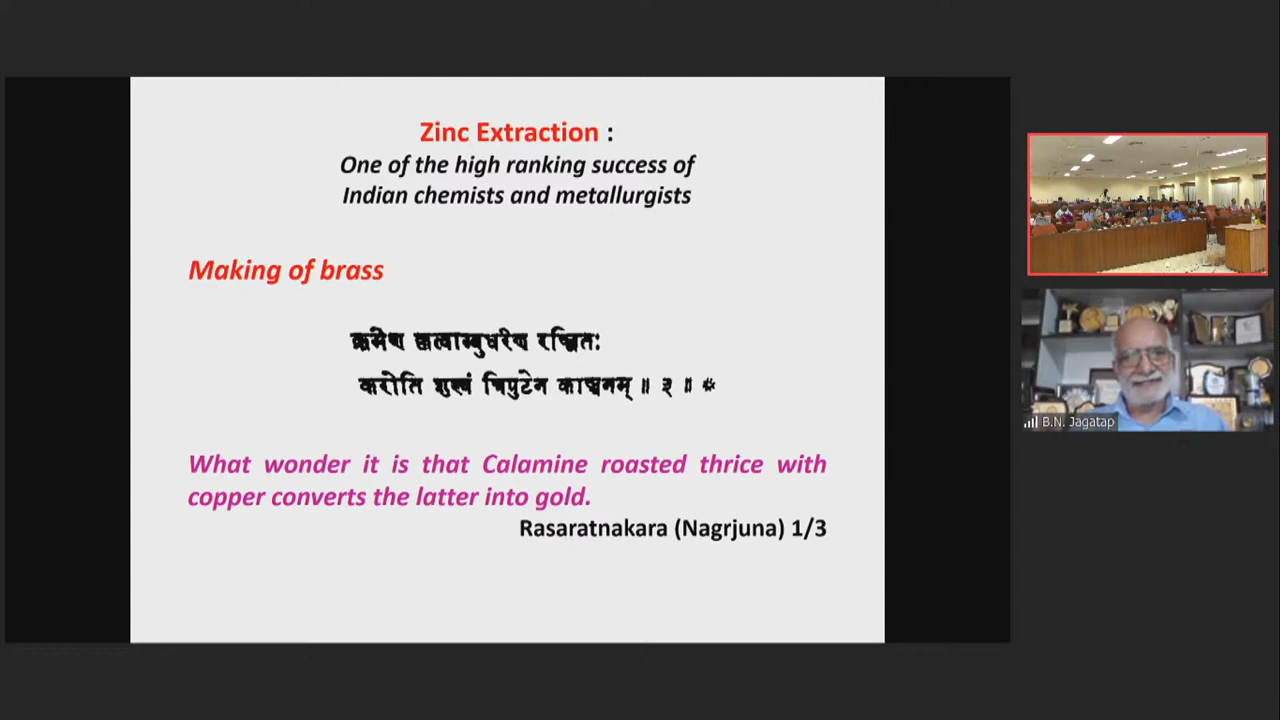 Zinc Extraction :
One of the high ranking success of
Indian chemists and metallurgists
Making of brass
क्रमेण रञ्जितः
करोति शुल्वं त्रिपुटेन काञ्चनम् ॥ ३ ॥ *
What wonder it is that Calamine roasted thrice with
copper converts the latter into gold.
Rasaratnakara (Nagrjuna) 1/3
B.N. Jagatap